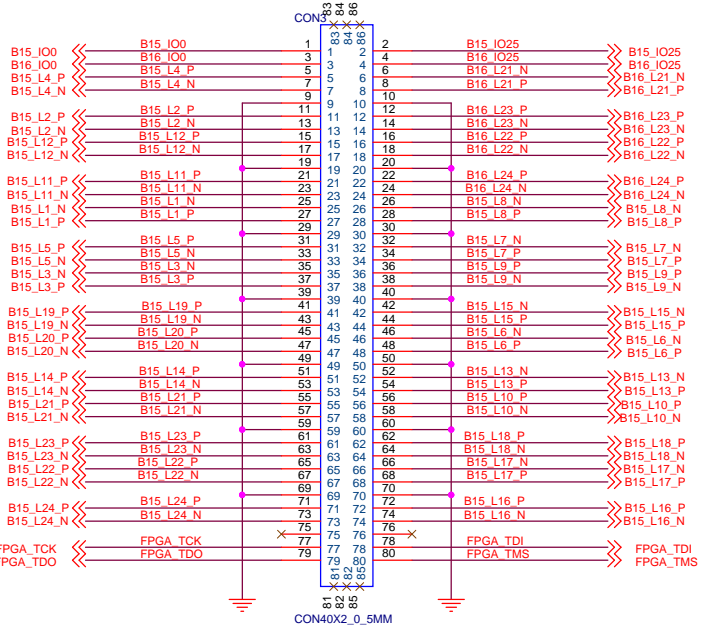 83 84 86
CON3
83 84 86
B15_IO0 B15_IO0 1 1 2 2 B15_IO25 B15_IO25
B16_IO0 B16_IO0 3 3 4 4 B16_IO25 B16_IO25
B15_L4_P B15_L4_P 5 5 6 6 B16_L21_N B16_L21_N
B15_L4_N B15_L4_N 7 7 8 8 B16_L21_P B16_L21_P
9 9 10 10
B15_L2_P B15_L2_P 11 11 12 12 B16_L23_P B16_L23_P
B15_L2_N B15_L2_N 13 13 14 14 B16_L23_N B16_L23_N
B15_L12_P B15_L12_P 15 15 16 16 B16_L22_P B16_L22_P
B15_L12_N B15_L12_N 17 17 18 18 B16_L22_N B16_L22_N
19 19 20 20
B15_L11_P B15_L11_P 21 21 22 22 B16_L24_P B16_L24_P
B15_L11_N B15_L11_N 23 23 24 24 B16_L24_N B16_L24_N
B15_L1_N B15_L1_N 25 25 26 26 B15_L8_N B15_L8_N
B15_L1_P B15_L1_P 27 27 28 28 B15_L8_P B15_L8_P
29 29 30 30
B15_L5_P B15_L5_P 31 31 32 32 B15_L7_N B15_L7_N
B15_L5_N B15_L5_N 33 33 34 34 B15_L7_P B15_L7_P
B15_L3_N B15_L3_N 35 35 36 36 B15_L9_P B15_L9_P
B15_L3_P B15_L3_P 37 37 38 38 B15_L9_N B15_L9_N
39 39 40 40
B15_L19_P B15_L19_P 41 41 42 42 B15_L15_N B15_L15_N
B15_L19_N B15_L19_N 43 43 44 44 B15_L15_P B15_L15_P
B15_L20_P B15_L20_P 45 45 46 46 B15_L6_N B15_L6_N
B15_L20_N B15_L20_N 47 47 48 48 B15_L6_P B15_L6_P
49 49 50 50
B15_L14_P B15_L14_P 51 51 52 52 B15_L13_N B15_L13_N
B15_L14_N B15_L14_N 53 53 54 54 B15_L13_P B15_L13_P
B15_L21_P B15_L21_P 55 55 56 56 B15_L10_P B15_L10_P
B15_L21_N B15_L21_N 57 57 58 58 B15_L10_N B15_L10_N
59 59 60 60
B15_L23_P B15_L23_P 61 61 62 62 B15_L18_P B15_L18_P
B15_L23_N B15_L23_N 63 63 64 64 B15_L18_N B15_L18_N
B15_L22_P B15_L22_P 65 65 66 66 B15_L17_N B15_L17_N
B15_L22_N B15_L22_N 67 67 68 68 B15_L17_P B15_L17_P
69 69 70 70
B15_L24_P B15_L24_P 71 71 72 72 B15_L16_P B15_L16_P
B15_L24_N B15_L24_N 73 73 74 74 B15_L16_N B15_L16_N
75 75 76 76
FPGA_TCK FPGA_TCK 77 77 78 78 FPGA_TDI FPGA_TDI
FPGA_TDO FPGA_TDO 79 79 80 80 FPGA_TMS FPGA_TMS
81 82 85
81 82 85
CON40X2_0_5MM